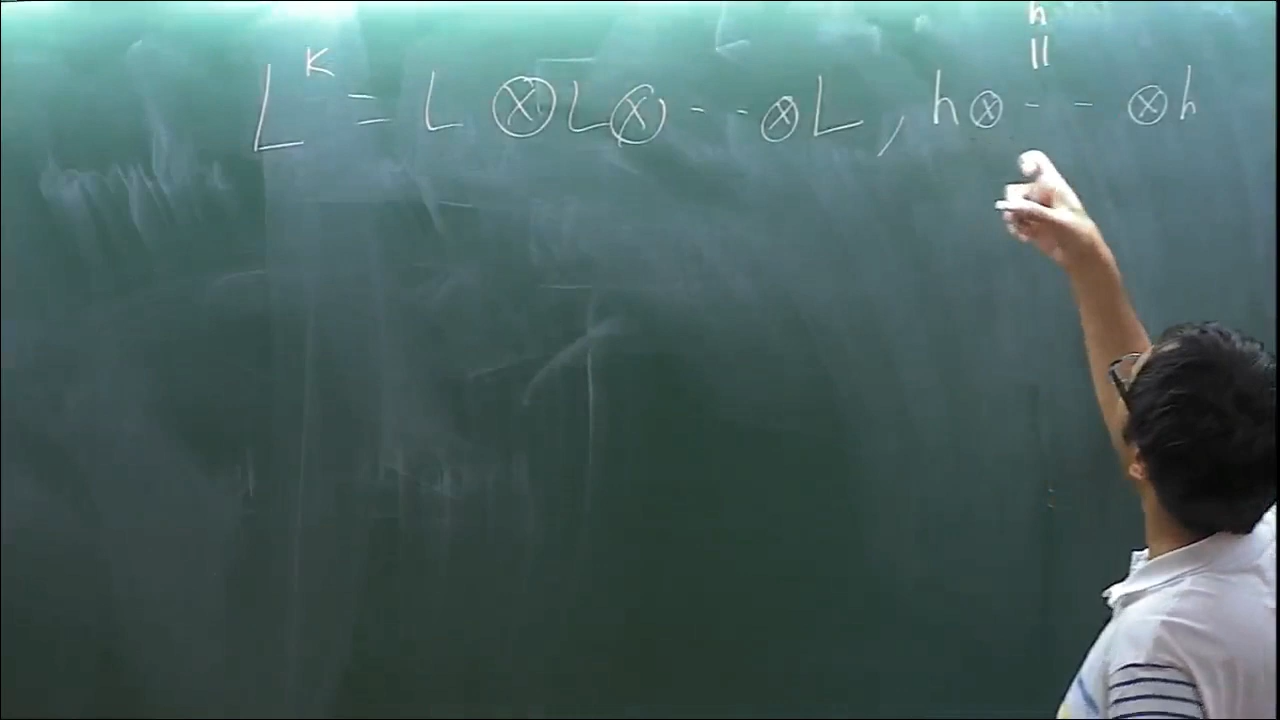 h
||
L^K = L ⊗ L ⊗ - - ⊗ L , h ⊗ - - ⊗ h